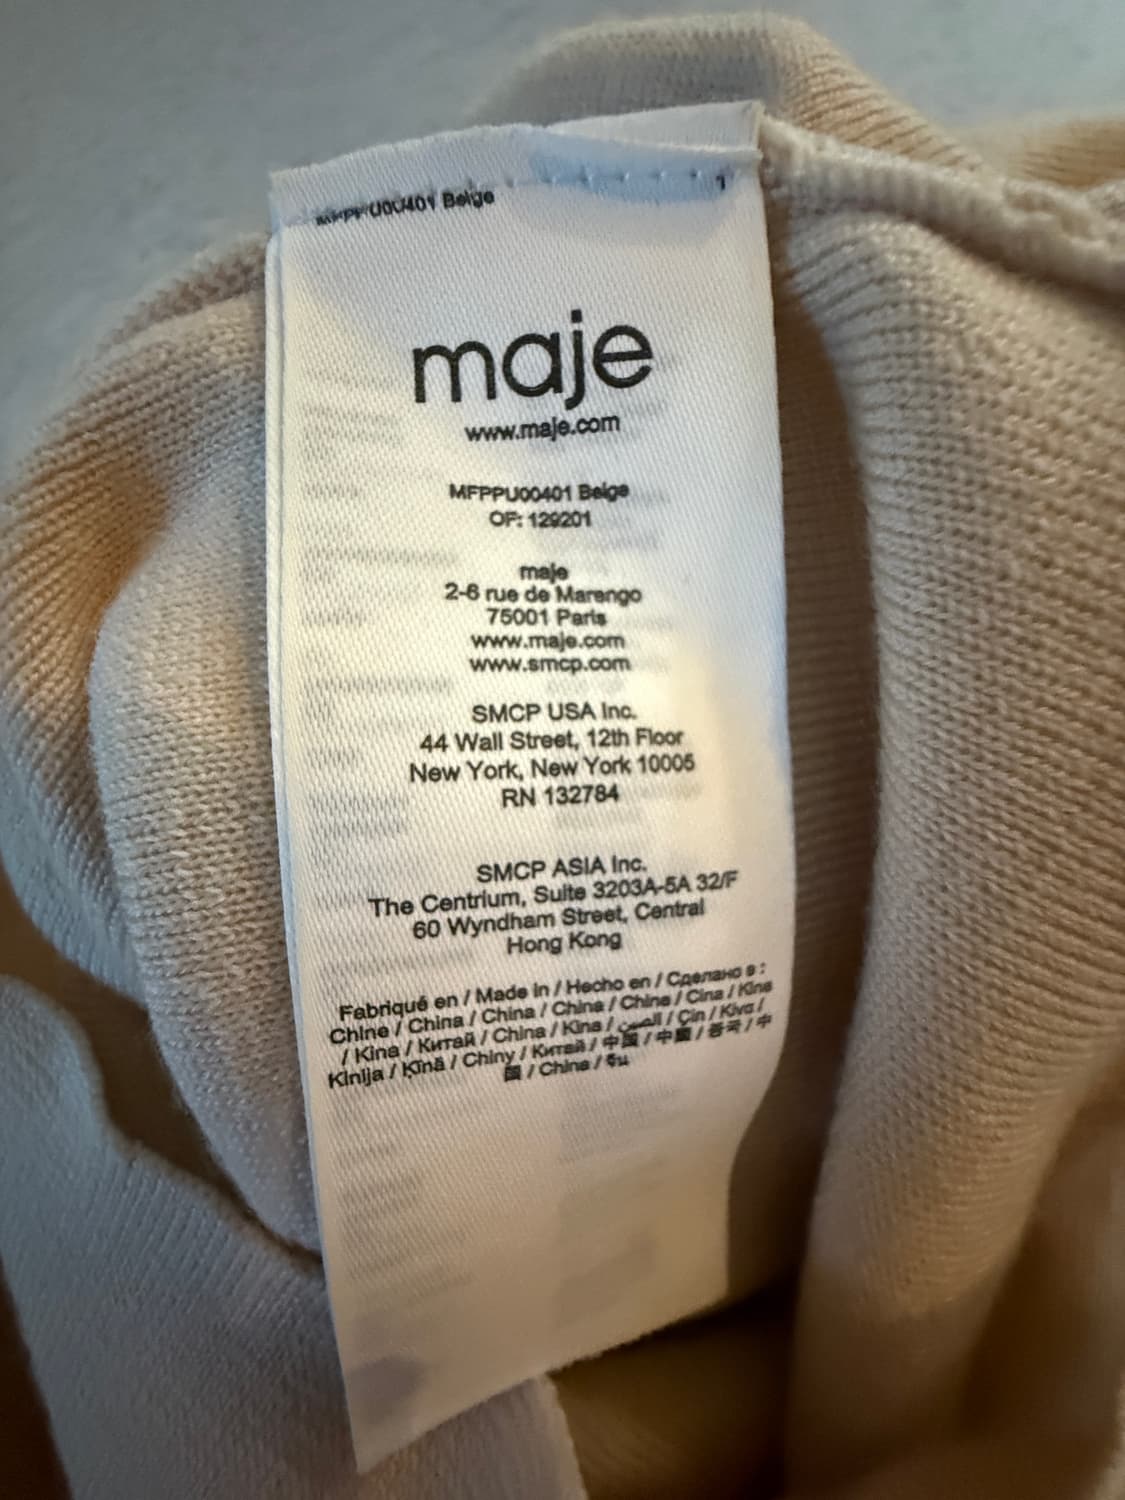 MFPPU00401 Beige
1
maje
www.maje.com
MFPPU00401 Beige
OF: 129201
maje
2-6 rue de Marengo
75001 Paris
www.maje.com
www.smcp.com
SMCP USA Inc.
44 Wall Street, 12th Floor
New York, New York 10005
RN 132784
SMCP ASIA Inc.
The Centrium, Suite 3203A-5A 32/F
60 Wyndham Street, Central
Hong Kong
Fabriqué en / Made in / Hecho en / Сделано в :
Chine / China / China / China / China / Cina / Kina
/ Kina / Китай / China / Kina / الصين / Çin / Kiva /
Kinija / Ķīnā / Chiny / Китай / 中国 / 中國 / 중국 / 中
國 / China / จีน